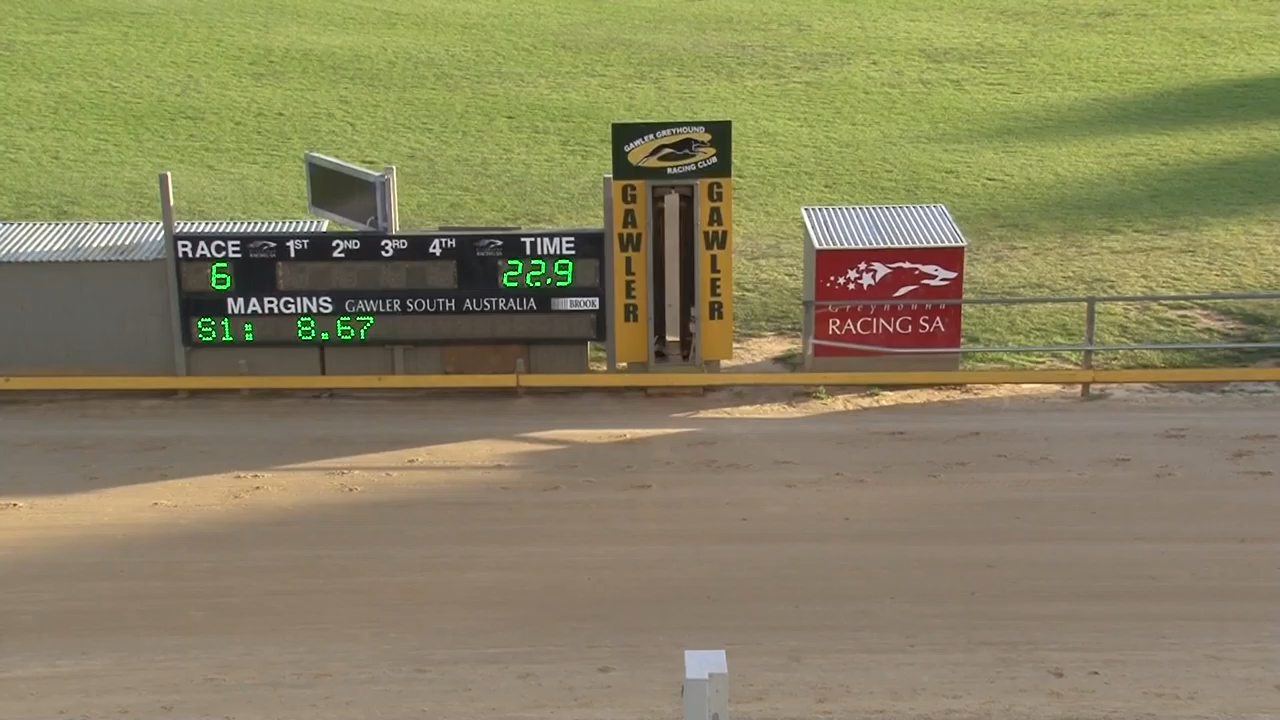 GAWLER GREYHOUND
RACING CLUB
GAWLER
GAWLER
RACE 1ST 2ND 3RD 4TH TIME
6 22.9
MARGINS GAWLER SOUTH AUSTRALIA BROOK
S1: 8.67
Greyhound
RACING SA